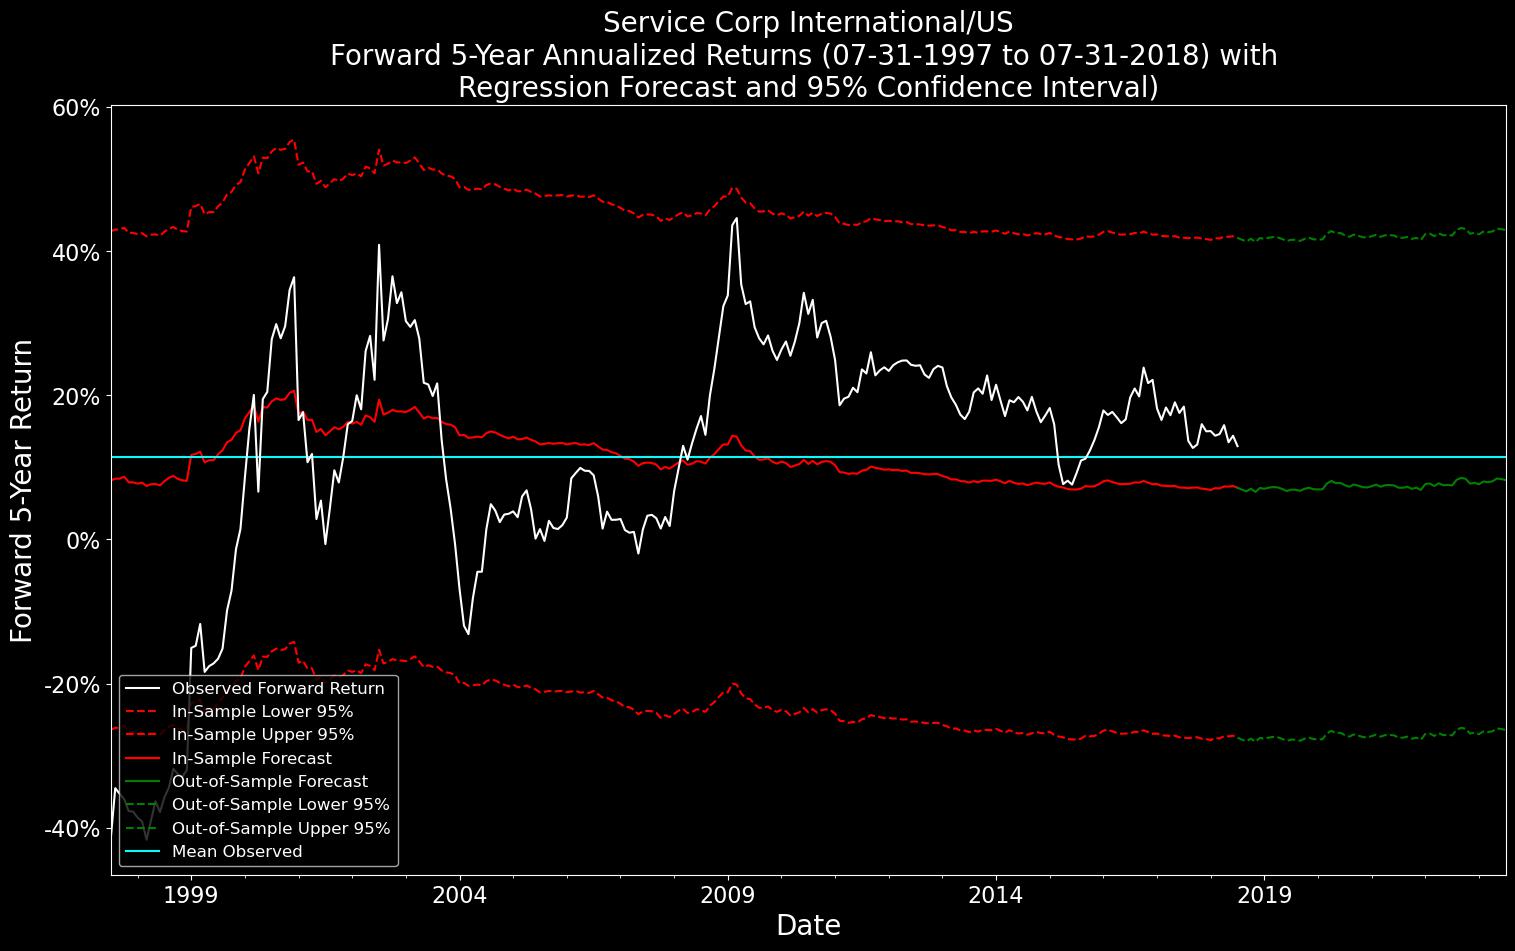 Service Corp International/US
Forward 5-Year Annualized Returns (07-31-1997 to 07-31-2018) with
Regression Forecast and 95% Confidence Interval)
60%
40%
20%
0%
-20%
-40%
Forward 5-Year Return
Observed Forward Return
In-Sample Lower 95%
In-Sample Upper 95%
In-Sample Forecast
Out-of-Sample Forecast
Out-of-Sample Lower 95%
Out-of-Sample Upper 95%
Mean Observed
1999 2004 2009 2014 2019
Date